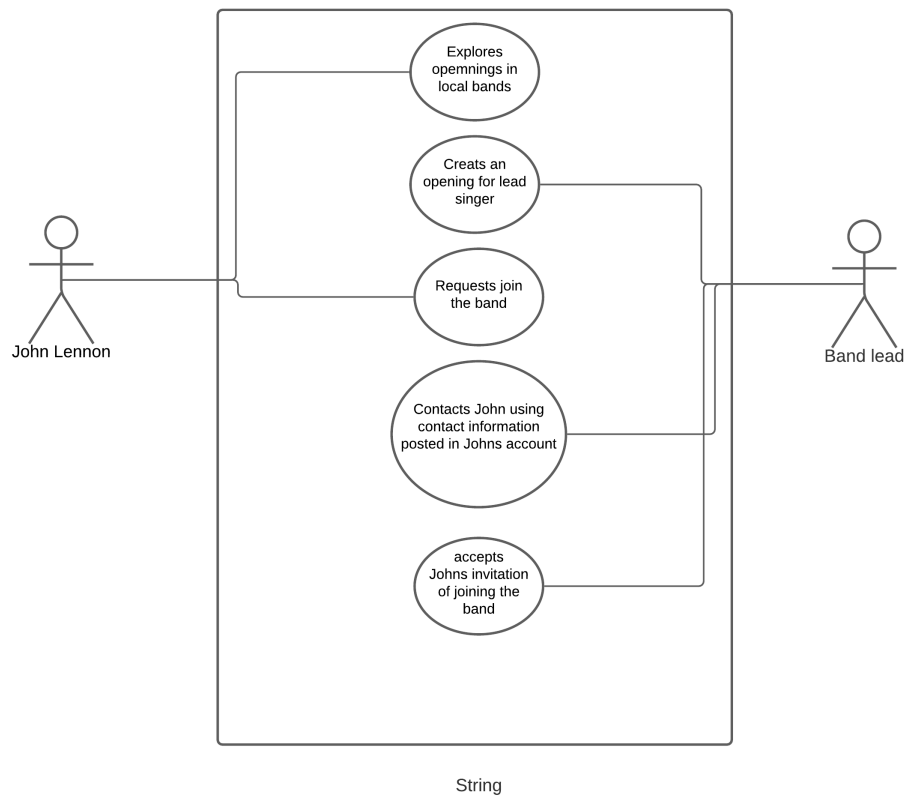 Explores
opemnings in
local bands
Creats an
opening for lead
singer
Requests join
the band
John Lennon
Band lead
Contacts John using
contact information
posted in Johns account
accepts
Johns invitation
of joining the
band
String